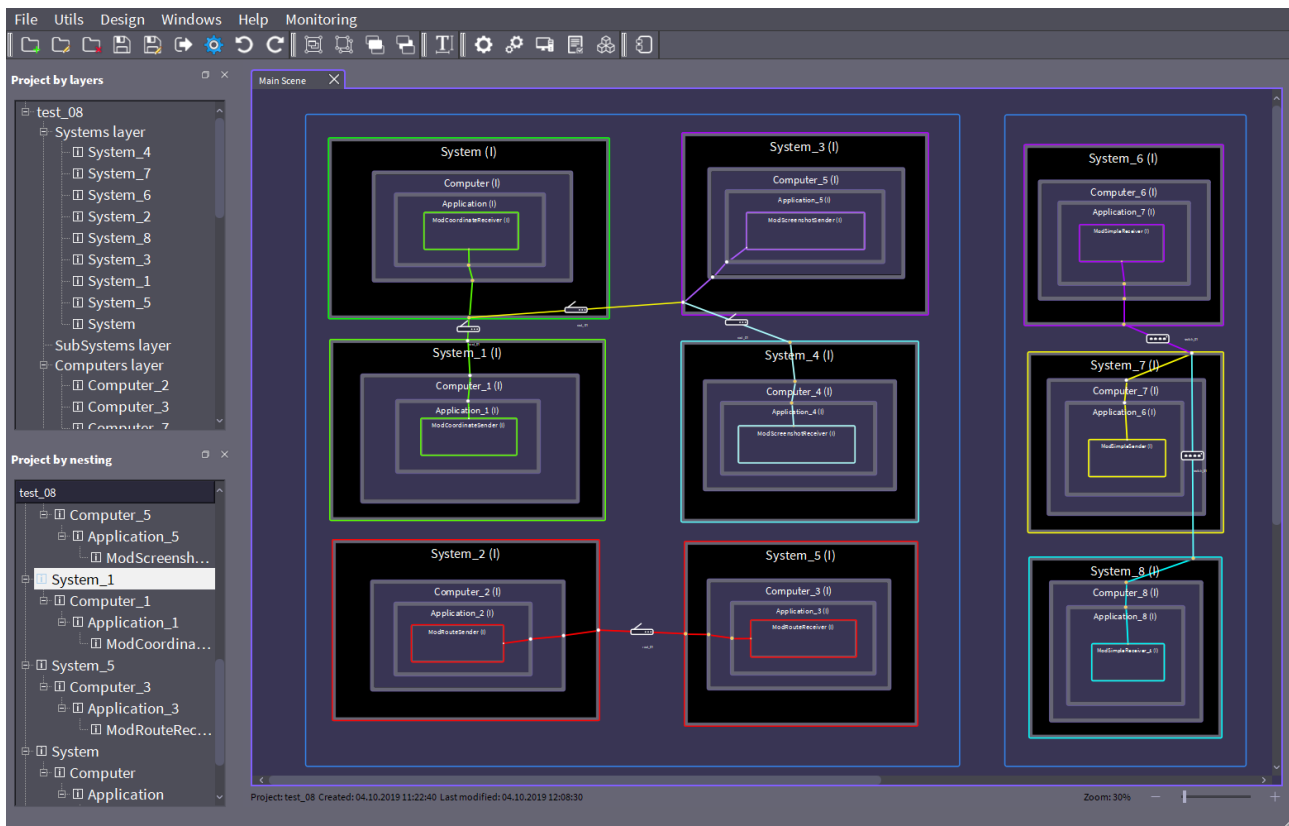 File Utils Design Windows Help Monitoring
Project by layers
test_08
Systems layer
System_4
System_7
System_6
System_2
System_8
System_3
System_1
System_5
System
SubSystems layer
Computers layer
Computer_2
Computer_3
Computer_7
Project by nesting
test_08
Computer_5
Application_5
ModScreensh...
System_1
Computer_1
Application_1
ModCoordina...
System_5
Computer_3
Application_3
ModRouteRec...
System
Computer
Application
Main Scene
System (I)
Computer (I)
Application (I)
ModCoordinateReceiver (I)
System_3 (I)
Computer_5 (I)
Application_5 (I)
ModScreenshotSender (I)
System_6 (I)
Computer_6 (I)
Application_7 (I)
ModSimpleReceiver (I)
System_1 (I)
Computer_1 (I)
Application_1 (I)
ModCoordinateSender (I)
System_4 (I)
Computer_4 (I)
Application_4 (I)
ModScreenshotReceiver (I)
System_7 (I)
Computer_7 (I)
Application_6 (I)
ModSimpleSender (I)
System_2 (I)
Computer_2 (I)
Application_2 (I)
ModRouteSender (I)
System_5 (I)
Computer_3 (I)
Application_3 (I)
ModRouteReceiver (I)
System_8 (I)
Computer_8 (I)
Application_8 (I)
ModSimpleReceiver_1 (I)
Project: test_08 Created: 04.10.2019 11:22:40 Last modified: 04.10.2019 12:08:30
Zoom: 30%